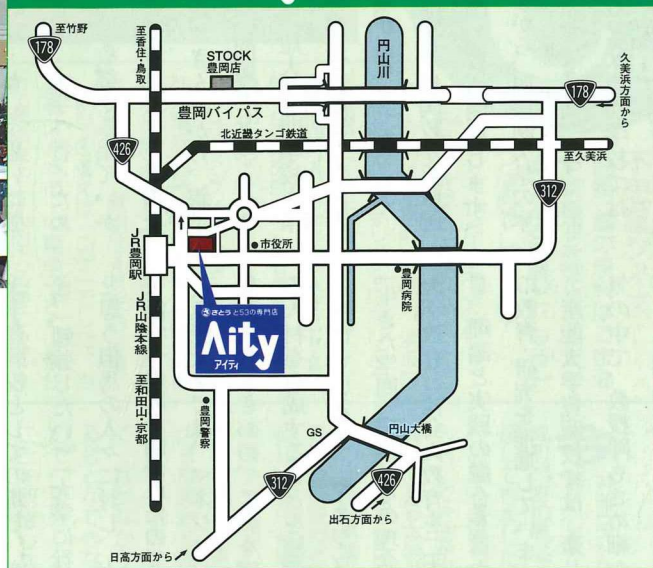 至竹野
178
至香住・鳥取
STOCK
豊岡店
円山川
久美浜方面から
178
豊岡バイパス
北近畿タンゴ鉄道
至久美浜
426
312
JR豊岡駅
市役所
豊岡病院
さとうと53の専門店
Aity
アイティ
JR山陰本線
至和田山・京都
豊岡警察
GS
円山大橋
312
426
出石方面から
日高方面から